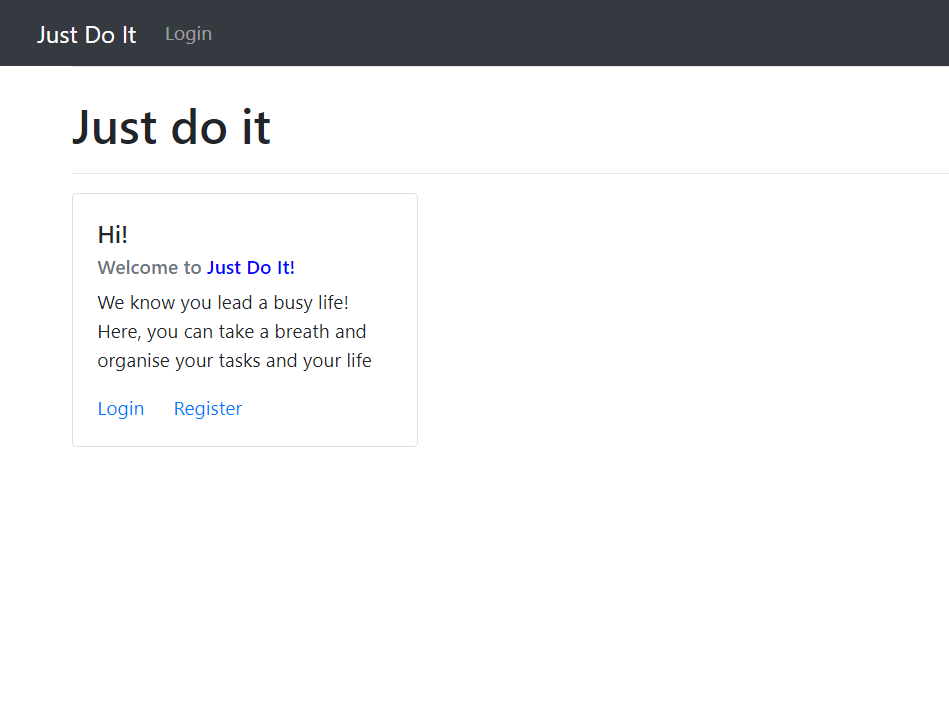 Just Do It Login
Just do it
Hi!
Welcome to Just Do It!
We know you lead a busy life!
Here, you can take a breath and
organise your tasks and your life
Login Register